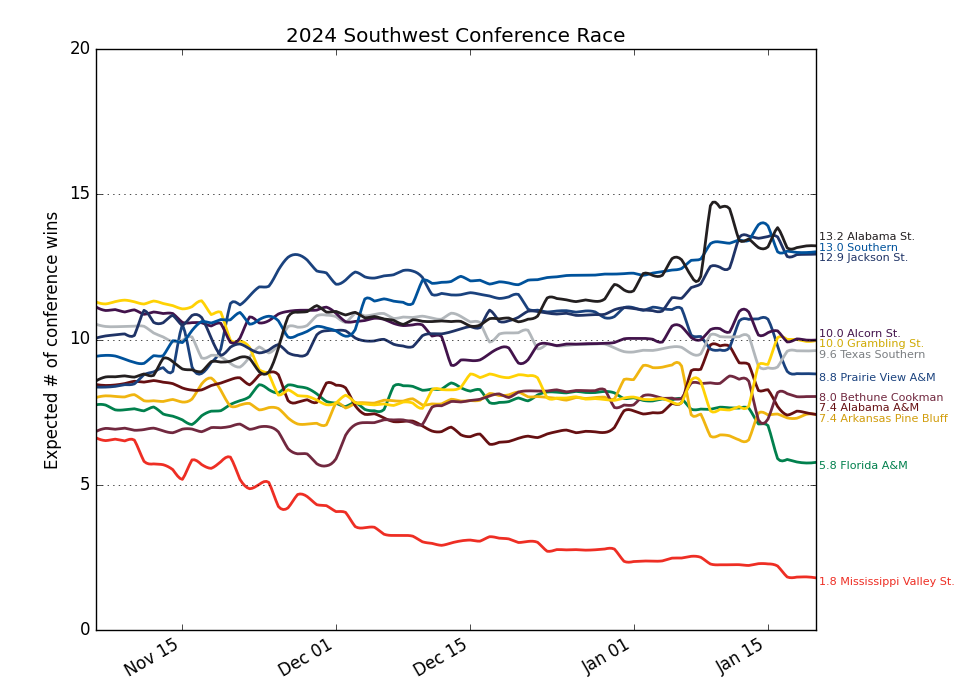 2024 Southwest Conference Race
Expected # of conference wins
20
15
10
5
0
Nov 15
Dec 01
Dec 15
Jan 01
Jan 15
13.2 Alabama St.
13.0 Southern
12.9 Jackson St.
10.0 Alcorn St.
10.0 Grambling St.
9.6 Texas Southern
8.8 Prairie View A&M
8.0 Bethune Cookman
7.4 Alabama A&M
7.4 Arkansas Pine Bluff
5.8 Florida A&M
1.8 Mississippi Valley St.